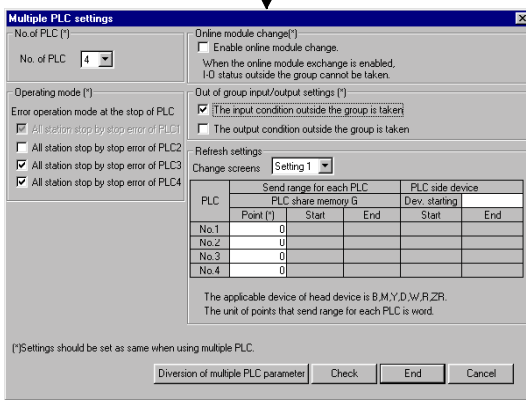 Multiple PLC settings
No.of PLC (*)
No. of PLC 4
Operating mode (*)
Error operation mode at the stop of PLC
All station stop by stop error of PLC1
All station stop by stop error of PLC2
All station stop by stop error of PLC3
All station stop by stop error of PLC4
Online module change(*)
Enable online module change.
When the online module exchange is enabled,
I-O status outside the group cannot be taken.
Out of group input/output settings (*)
The input condition outside the group is taken
The output condition outside the group is taken
Refresh settings
Change screens Setting 1
Send range for each PLC PLC side device
PLC PLC share memory G Dev. starting
Point (*) Start End Start End
No.1 0
No.2 0
No.3 0
No.4 0
The applicable device of head device is B,M,Y,D,W,R,ZR.
The unit of points that send range for each PLC is word.
(*)Settings should be set as same when using multiple PLC.
Diversion of multiple PLC parameter Check End Cancel